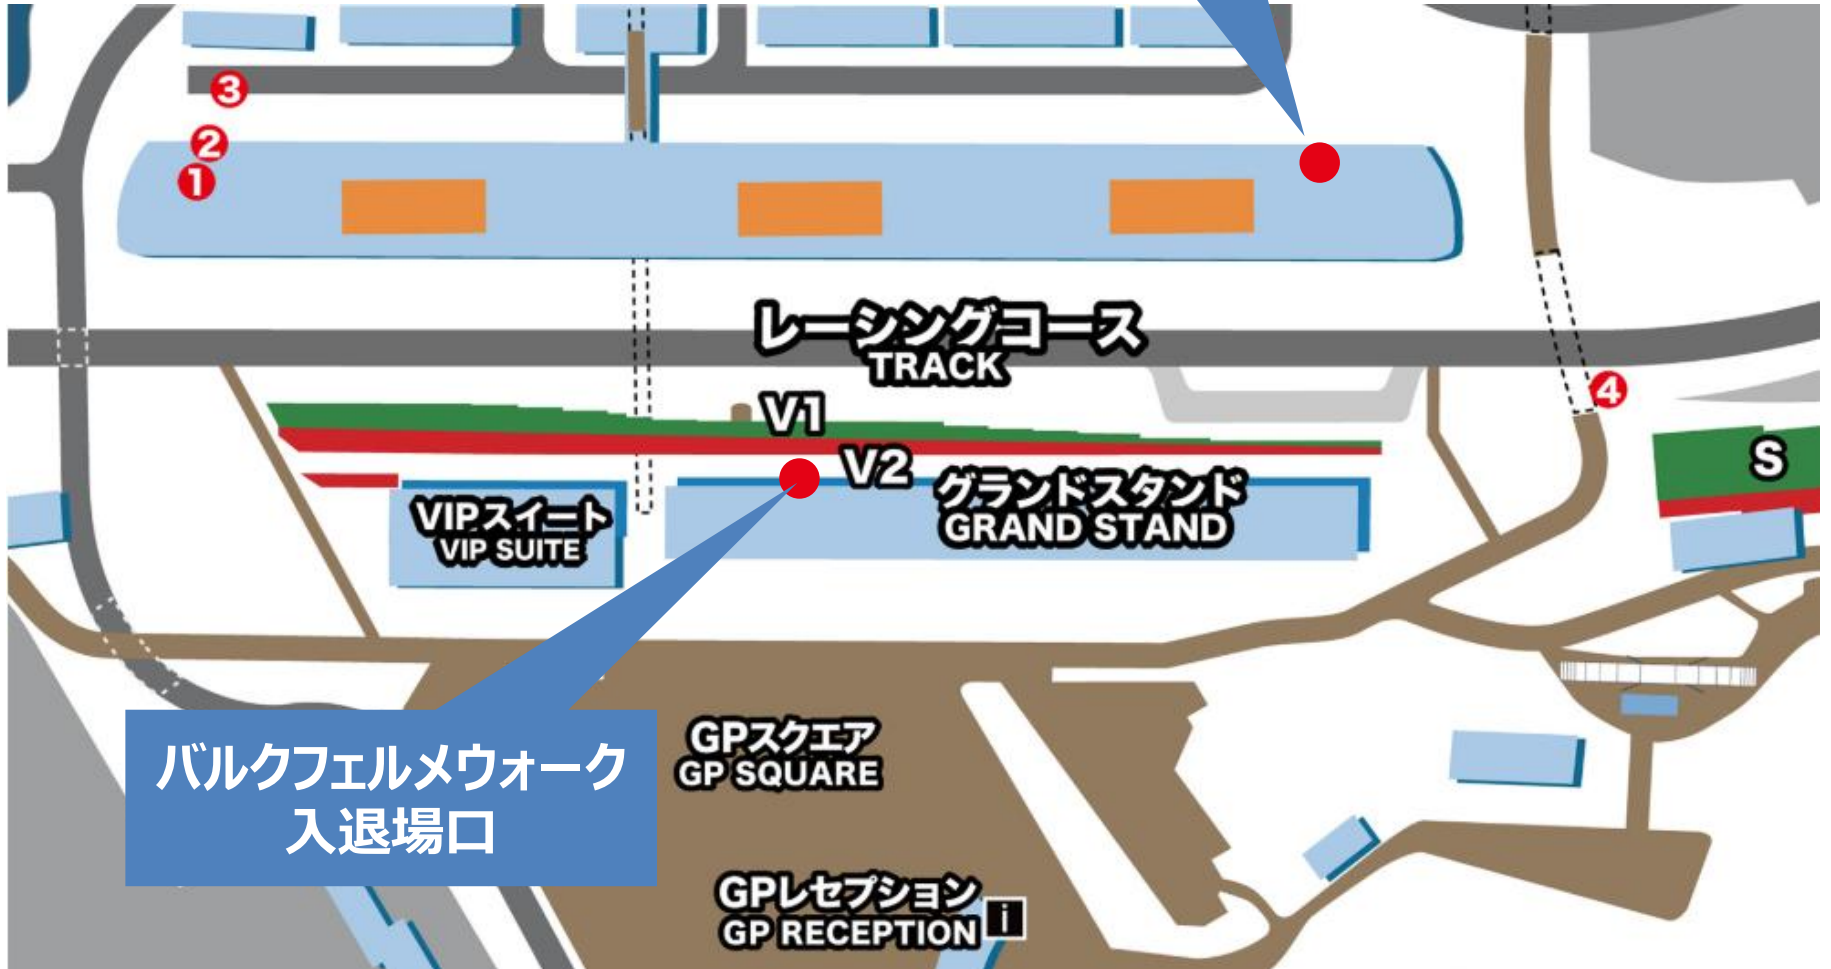 3
2
1
レーシングコース
TRACK
4
V1
V2
S
グランドスタンド
GRAND STAND
VIPスイート
VIP SUITE
バルクフェルメウォーク
入退場口
GPスクエア
GP SQUARE
GPレセプション
GP RECEPTION
i